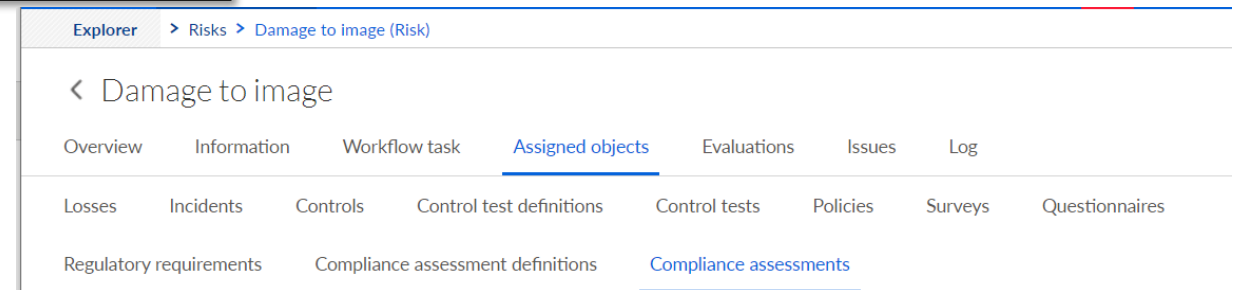 Explorer > Risks > Damage to image (Risk)
< Damage to image
Overview Information Workflow task Assigned objects Evaluations Issues Log
Losses Incidents Controls Control test definitions Control tests Policies Surveys Questionnaires
Regulatory requirements Compliance assessment definitions Compliance assessments